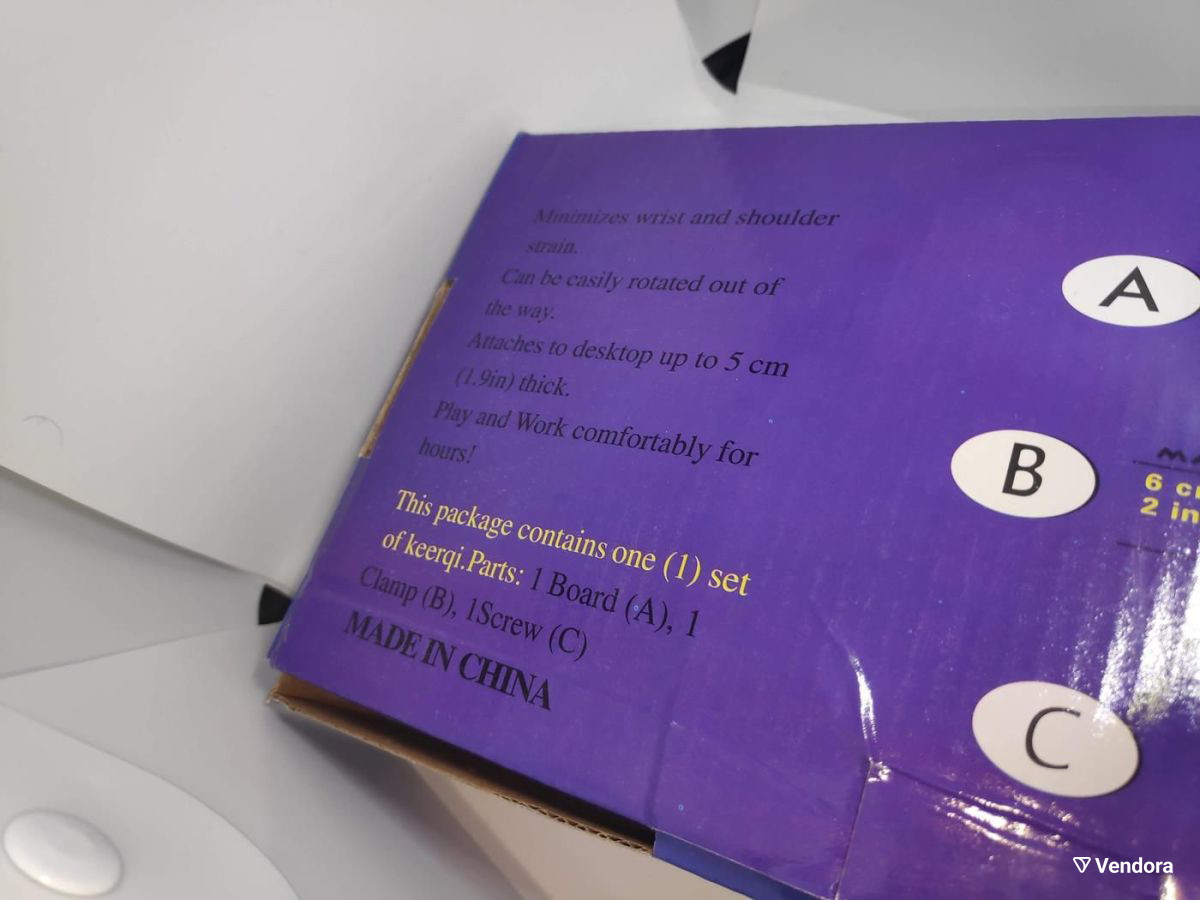 Minimizes wrist and shoulder
strain.
Can be easily rotated out of
the way.
Attaches to desktop up to 5 cm
(1.9in) thick.
Play and Work comfortably for
hours!
This package contains one (1) set
of keerqi.Parts: 1 Board (A), 1
Clamp (B), 1Screw (C)
MADE IN CHINA
A
B
6
2 in
C
Vendora